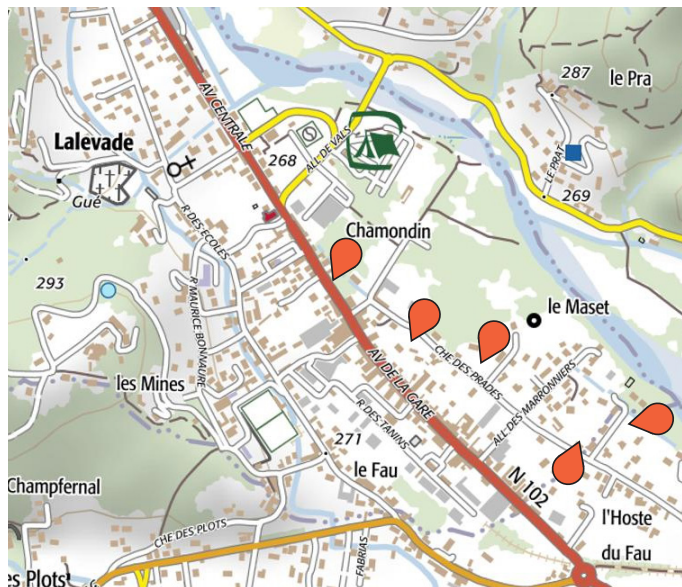 287
le Pra
AV CENTRALE
Lalevade
268
ALL DE VALS
LE PRAT
269
Gué
R DES ECOLES
Chamondin
293
R MAURICE BONNAURE
le Maset
CHE DES PRADES
les Mines
AV DE LA GARE
ALL DES MARRONNIERS
R DES TANINS
271
le Fau
N 102
Champfernal
l'Hoste
du Fau
CHE DES PLOTS
FABRIAS
es Plots
G